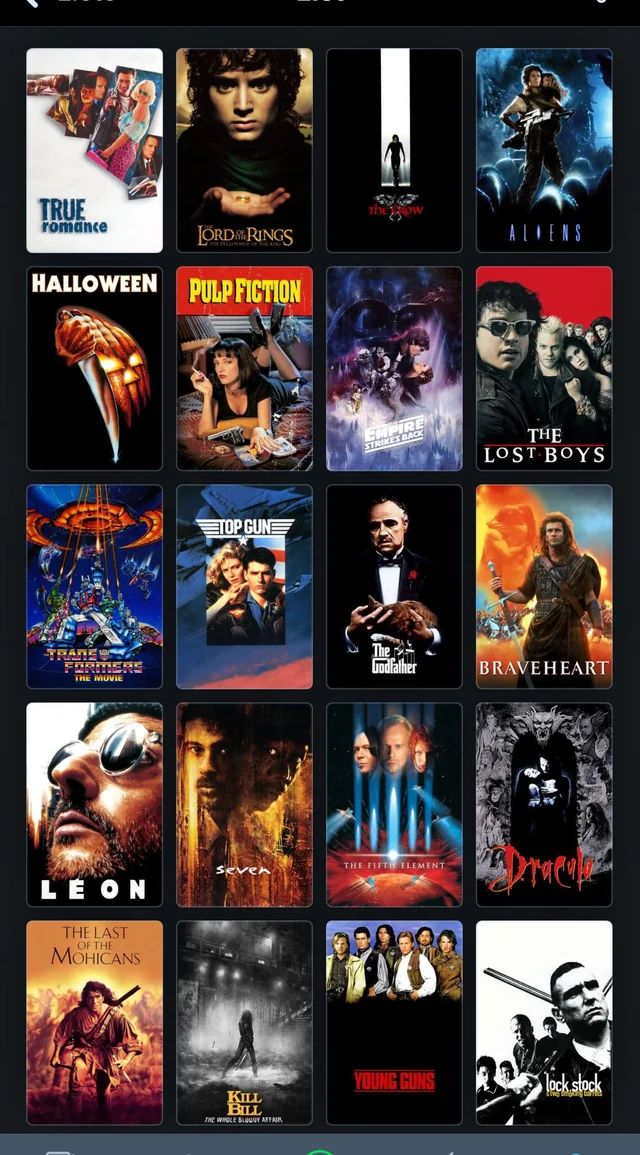 TRUE
romance
THE
LORD OF THE RINGS
THE FELLOWSHIP OF THE RING
THE CROW
ALIENS
HALLOWEEN
PULP FICTION
THE
EMPIRE
STRIKES BACK
THE
LOST BOYS
TRANS
FORMERS
THE MOVIE
TOP GUN
The
Godfather
BRAVEHEART
LEON
seven
THE FIFTH ELEMENT
Dracula
THE LAST
OF THE
MOHICANS
KILL
BILL
THE WHOLE BLOODY AFFAIR
YOUNG GUNS
lock stock
& two smoking barrels